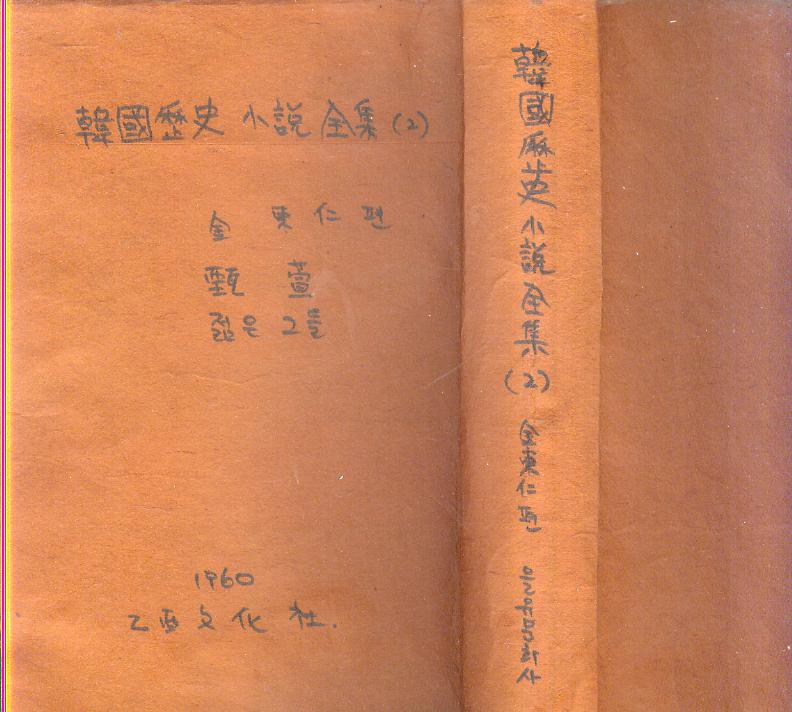 韓國歷史 小說 全集 (2)
金 東 仁 편
甄 萱
젊은 그들
1960
乙酉文化 社.
韓國歷史小說全集(2) 金東仁 편 을유문화사